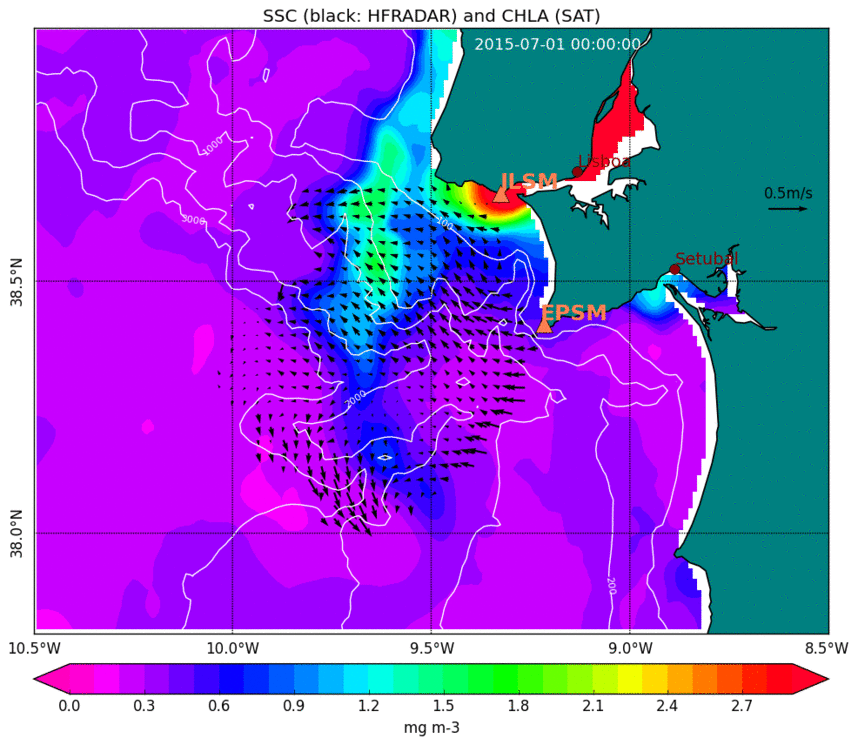 SSC (black: HFRADAR) and CHLA (SAT)
2015-07-01 00:00:00
1000
Lisboa
JLSM
0.5m/s
3000
100
Setubal
38.5°N
EPSM
2000
38.0°N
200
10.5°W 10.0°W 9.5°W 9.0°W 8.5°W
0.0 0.3 0.6 0.9 1.2 1.5 1.8 2.1 2.4 2.7
mg m-3